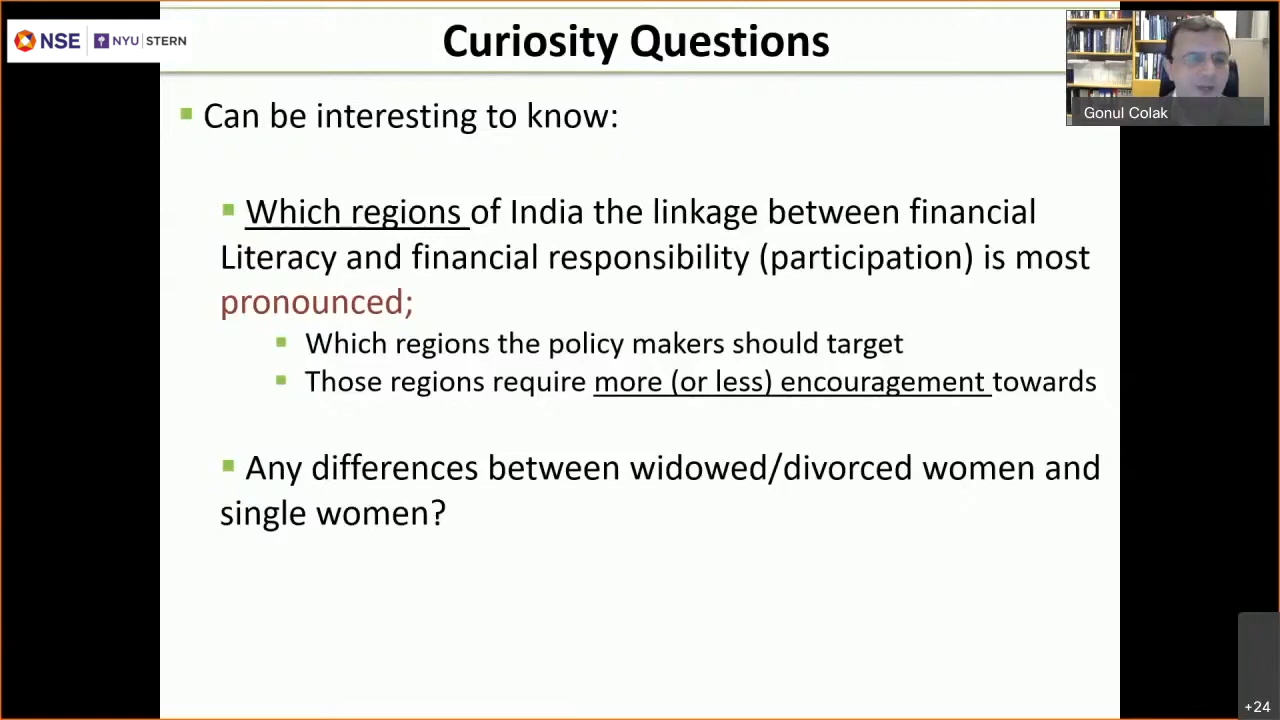 NSE NYU STERN
Curiosity Questions
Gonul Colak
Can be interesting to know:
Which regions of India the linkage between financial
Literacy and financial responsibility (participation) is most
pronounced;
Which regions the policy makers should target
Those regions require more (or less) encouragement towards
Any differences between widowed/divorced women and
single women?
+24